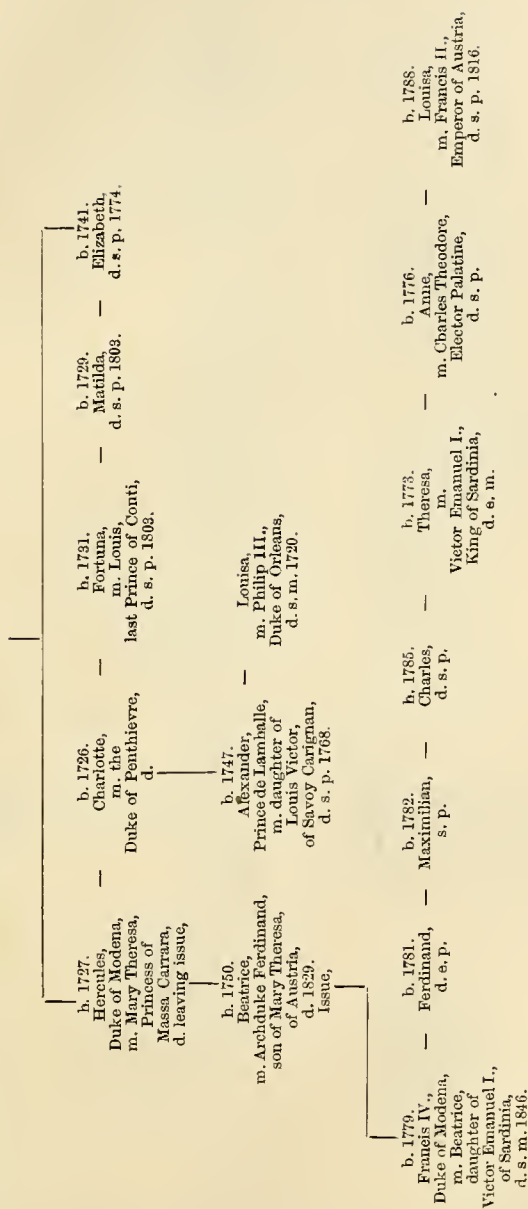 b. 1727.
Hercules,
Duke of Modena,
m. Mary Theresa,
Princess of
Massa Carrara,
d. leaving issue,
—
b. 1726.
Charlotte,
m. the
Duke of Penthievre,
d.
—
h. 1731.
Fortuna,
m. Louis,
last Prince of Conti,
d. s. p. 1803.
—
b. 1729.
Matilda,
d. s. p. 1803.
—
b. 1741.
Elizabeth,
d. s. p. 1774.
b. 1750.
Beatrice,
m. Archduke Ferdinand,
son of Mary Theresa,
of Austria,
d. 1829.
Issue,
b. 1747.
Alexander,
Prince de Lamballe,
m. daughter of
Louis Victor,
of Savoy Carignan,
d. s. p. 1768.
—
Louisa,
m. Philip III.,
Duke of Orleans,
d. s. m. 1720.
b. 1779.
Francis IV.,
Duke of Modena,
m. Beatrice,
daughter of
Victor Emanuel I.,
of Sardinia,
d. s. m. 1846.
—
b. 1781.
Ferdinand,
d. e. p.
—
b. 1782.
Maximilian,
s. p.
—
h. 1785.
Charles,
d. s. p.
—
b. 1773.
Theresa,
m.
Victor Emanuel I.,
King of Sardinia,
d. e. m.
—
b. 1776.
Anne,
m. Cbarles Theodore,
Elector Palatine,
d. s. p.
—
h. 1788.
Louisa,
m. Francis II.,
Emperor of Austria,
d. s. p. 1816.